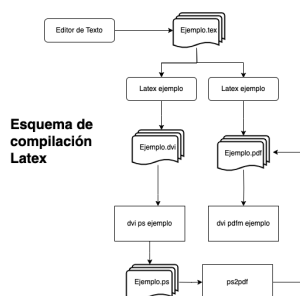 Editor de Texto
Ejemplo.tex
Latex ejemplo
Latex ejemplo
Esquema de
compilación
Latex
Ejemplo.dvi
Ejemplo.pdf
dvi ps ejemplo
dvi pdfm ejemplo
Ejemplo.ps
ps2pdf